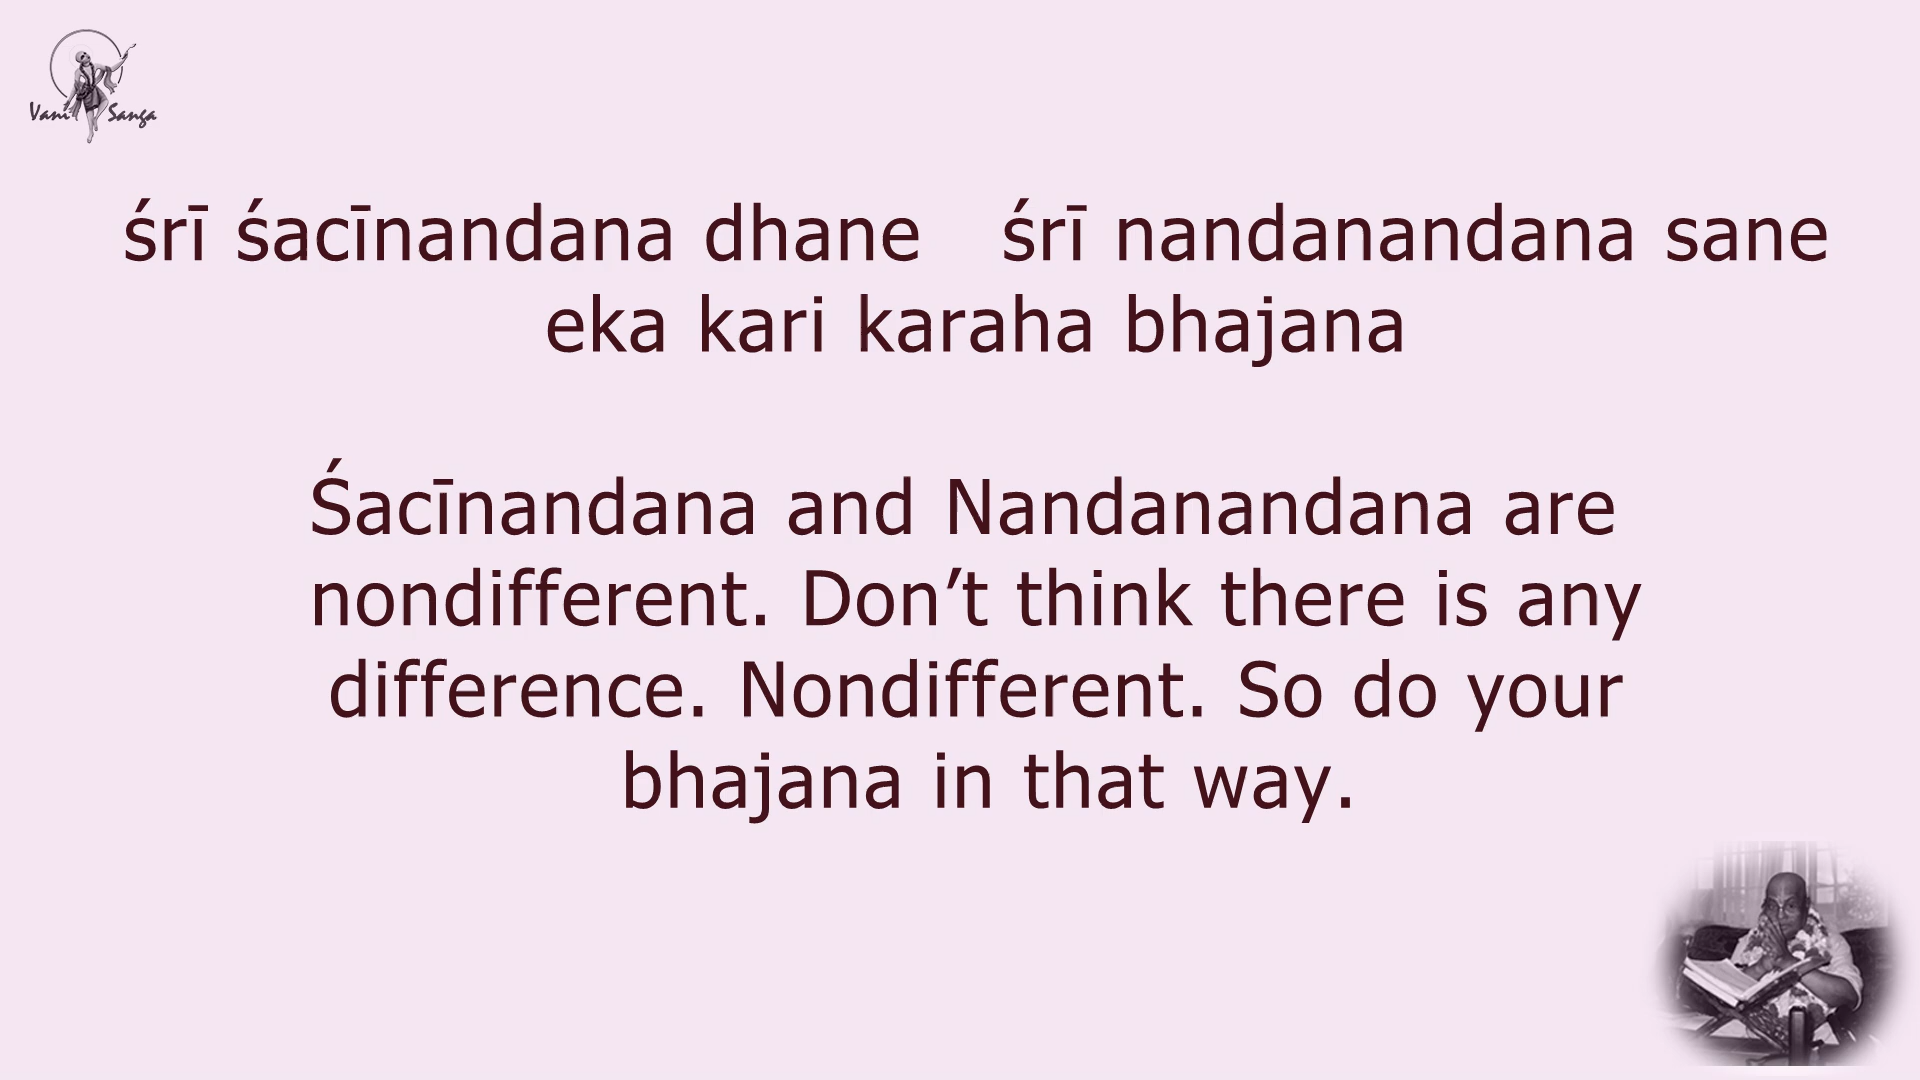 Vani Sanga
śrī śacīnandana dhane śrī nandanandana sane
eka kari karaha bhajana
Śacīnandana and Nandanandana are
nondifferent. Don’t think there is any
difference. Nondifferent. So do your
bhajana in that way.